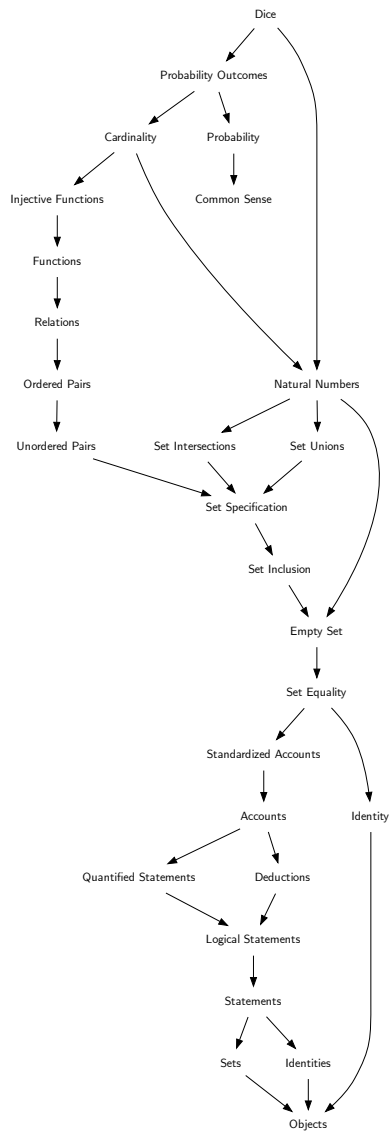 Dice
Probability Outcomes
Cardinality
Probability
Injective Functions
Common Sense
Functions
Relations
Ordered Pairs
Natural Numbers
Unordered Pairs
Set Intersections
Set Unions
Set Specification
Set Inclusion
Empty Set
Set Equality
Standardized Accounts
Accounts
Identity
Quantified Statements
Deductions
Logical Statements
Statements
Sets
Identities
Objects